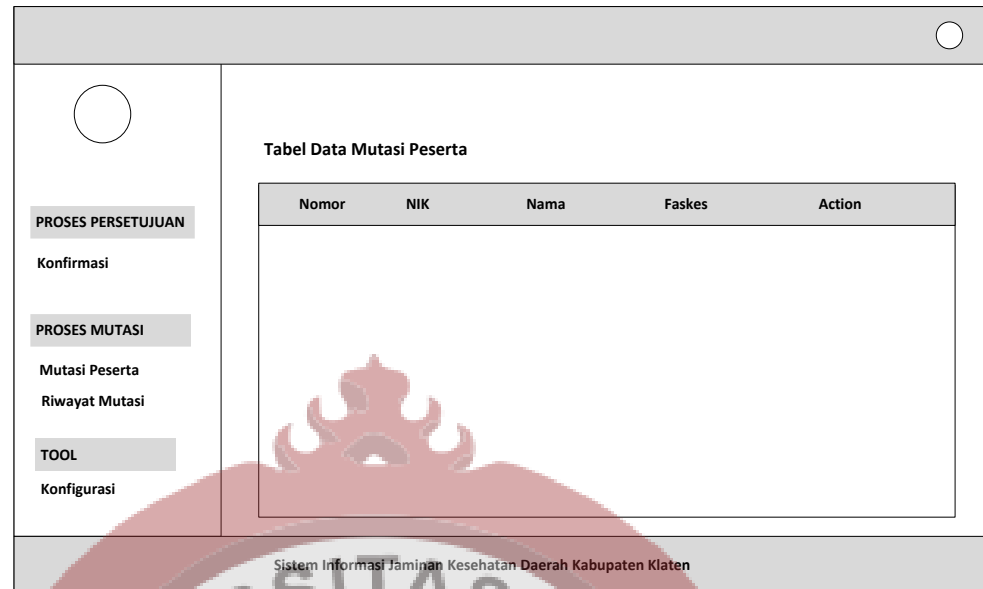 Tabel Data Mutasi Peserta
Nomor NIK Nama Faskes Action
PROSES PERSETUJUAN
Konfirmasi
PROSES MUTASI
Mutasi Peserta
Riwayat Mutasi
TOOL
Konfigurasi
Sistem Informasi Jaminan Kesehatan Daerah Kabupaten Klaten
SITAS